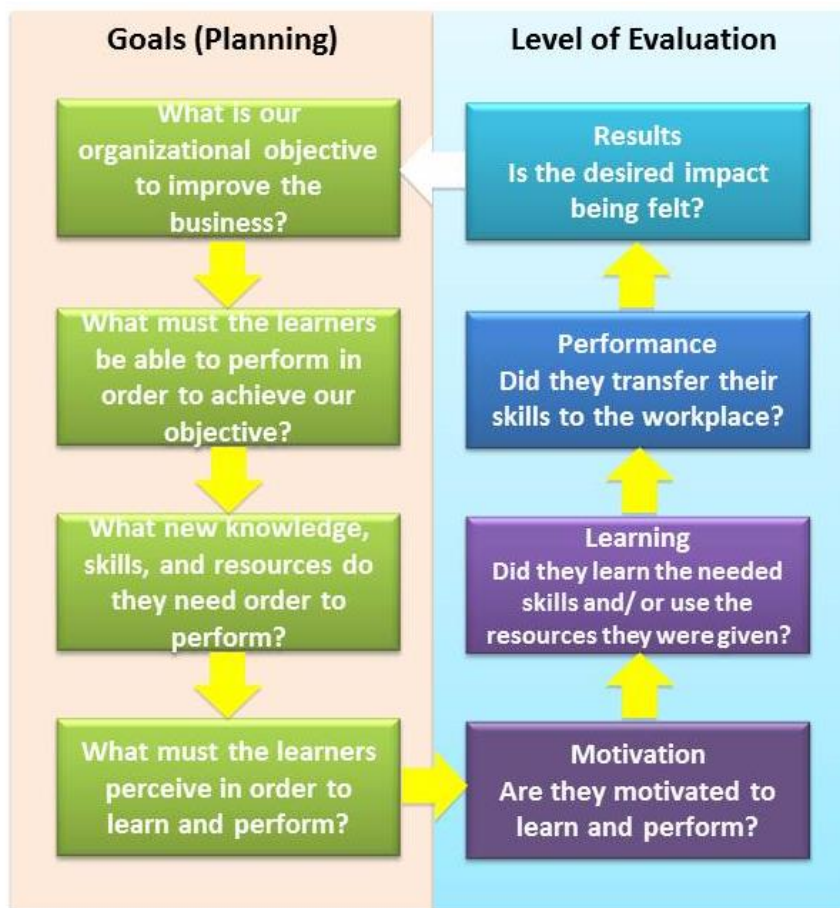 Goals (Planning)
What is our
organizational objective
to improve the
business?
What must the learners
be able to perform in
order to achieve our
objective?
What new knowledge,
skills, and resources do
they need order to
perform?
What must the learners
perceive in order to
learn and perform?
Level of Evaluation
Results
Is the desired impact
being felt?
Performance
Did they transfer their
skills to the workplace?
Learning
Did they learn the needed
skills and/ or use the
resources they were given?
Motivation
Are they motivated to
learn and perform?